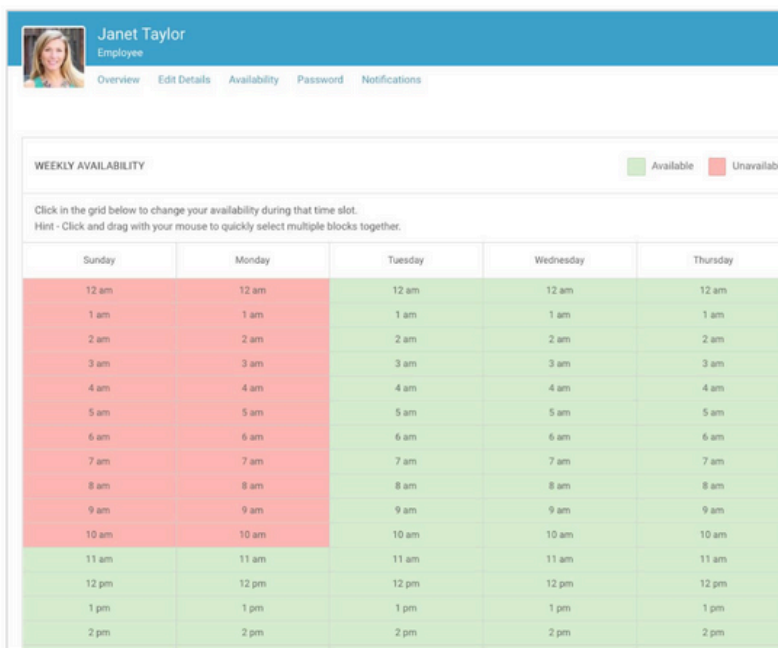 Janet Taylor
Employee
Overview Edit Details Availability Password Notifications
WEEKLY AVAILABILITY Available Unavailab
Click in the grid below to change your availability during that time slot.
Hint - Click and drag with your mouse to quickly select multiple blocks together.
Sunday Monday Tuesday Wednesday Thursday
12 am 12 am 12 am 12 am 12 am
1 am 1 am 1 am 1 am 1 am
2 am 2 am 2 am 2 am 2 am
3 am 3 am 3 am 3 am 3 am
4 am 4 am 4 am 4 am 4 am
5 am 5 am 5 am 5 am 5 am
6 am 6 am 6 am 6 am 6 am
7 am 7 am 7 am 7 am 7 am
8 am 8 am 8 am 8 am 8 am
9 am 9 am 9 am 9 am 9 am
10 am 10 am 10 am 10 am 10 am
11 am 11 am 11 am 11 am 11 am
12 pm 12 pm 12 pm 12 pm 12 pm
1 pm 1 pm 1 pm 1 pm 1 pm
2 pm 2 pm 2 pm 2 pm 2 pm